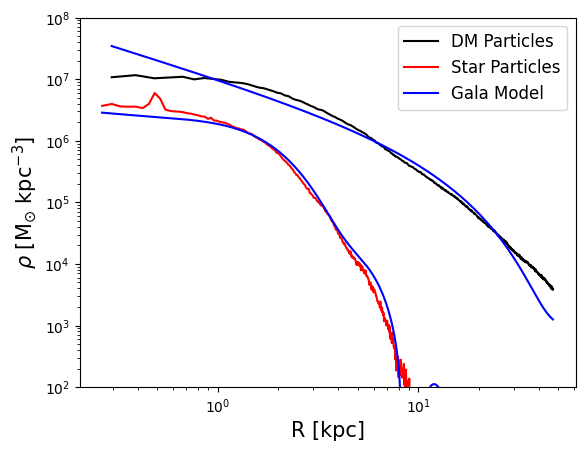 10⁸
10⁷
10⁶
10⁵
10⁴
10³
10²
ρ [M⊙ kpc⁻³]
DM Particles
Star Particles
Gala Model
10⁰
10¹
R [kpc]